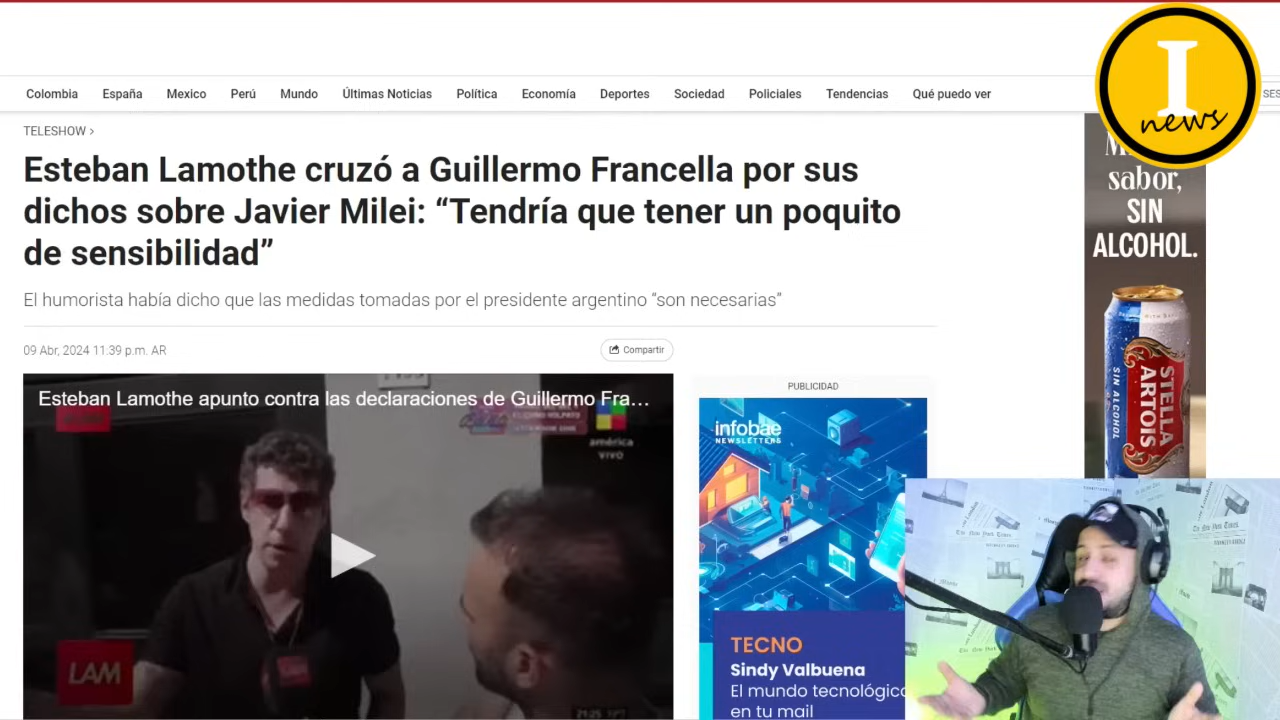 Colombia España Mexico Perú Mundo Últimas Noticias Política Economía Deportes Sociedad Policiales Tendencias Qué puedo ver
I
news
TELESHOW >
Esteban Lamothe cruzó a Guillermo Francella por sus
dichos sobre Javier Milei: “Tendría que tener un poquito
de sensibilidad”
El humorista había dicho que las medidas tomadas por el presidente argentino “son necesarias”
09 Abr, 2024 11:39 p.m. AR
Compartir
Esteban Lamothe apunto contra las declaraciones de Guillermo Fra...
américa
VIVO
LAM
PUBLICIDAD
infobae
NEWSLETTERS
TECNO
Sindy Valbuena
El mundo tecnológico
en tu mail
sabor,
SIN
ALCOHOL.
STELLA
ARTOIS
SIN ALCOHOL